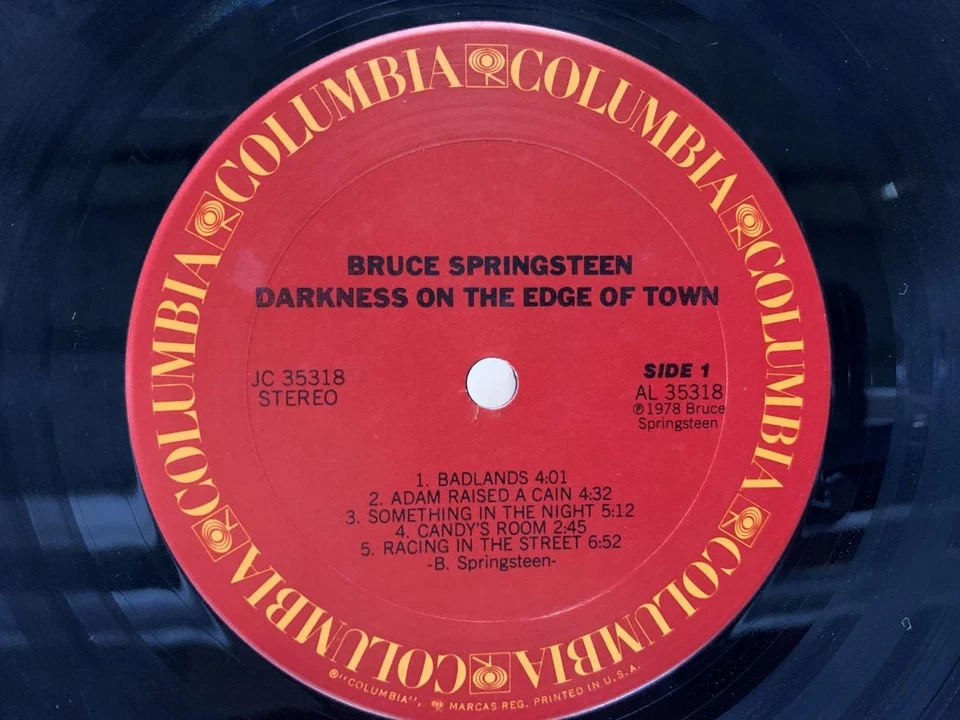 COLUMBIA COLUMBIA COLUMBIA COLUMBIA COLUMBIA COLUMBIA COLUMBIA
BRUCE SPRINGSTEEN
DARKNESS ON THE EDGE OF TOWN
JC 35318
STEREO
SIDE 1
AL 35318
℗1978 Bruce
Springsteen
1. BADLANDS 4:01
2. ADAM RAISED A CAIN 4:32
3. SOMETHING IN THE NIGHT 5:12
4. CANDY'S ROOM 2:45
5. RACING IN THE STREET 6:52
-B. Springsteen-
®"COLUMBIA", MARCAS REG. PRINTED IN U.S.A.